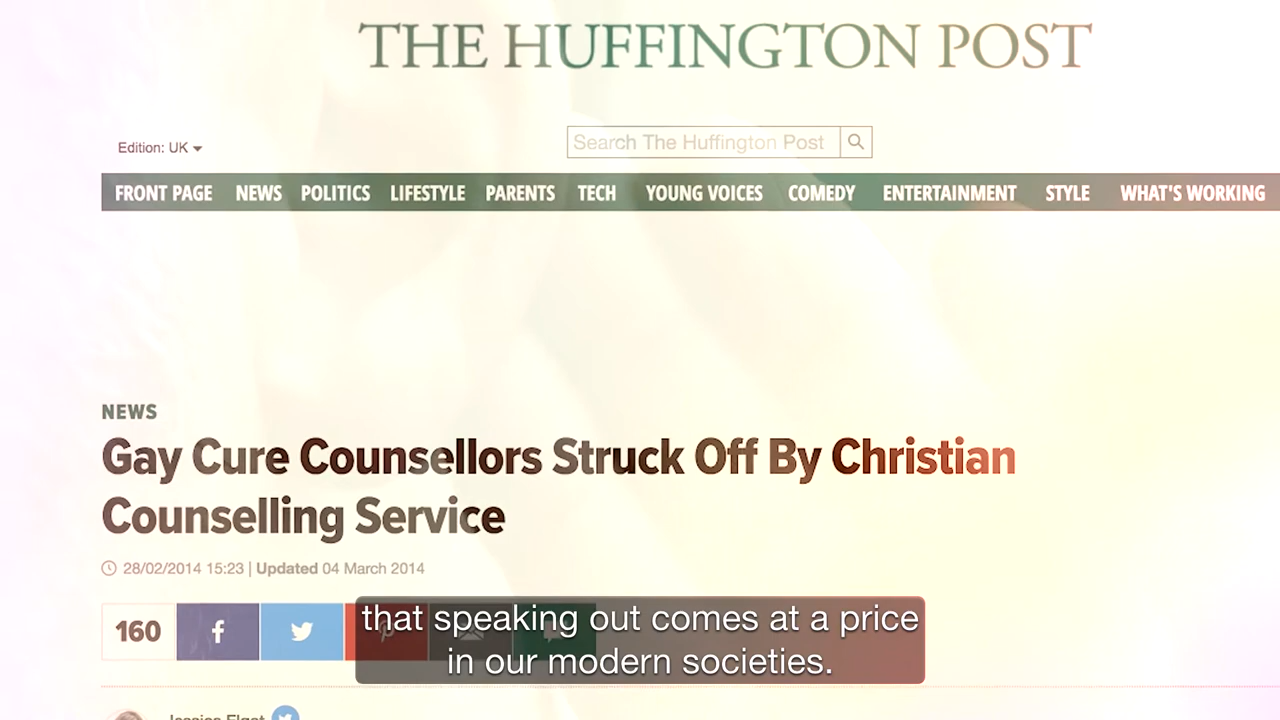 THE HUFFINGTON POST
Edition: UK
Search The Huffington Post
FRONT PAGE NEWS POLITICS LIFESTYLE PARENTS TECH YOUNG VOICES COMEDY ENTERTAINMENT STYLE WHAT'S WORKING
NEWS
Gay Cure Counsellors Struck Off By Christian
Counselling Service
28/02/2014 15:23 | Updated 04 March 2014
160
that speaking out comes at a price
in our modern societies.